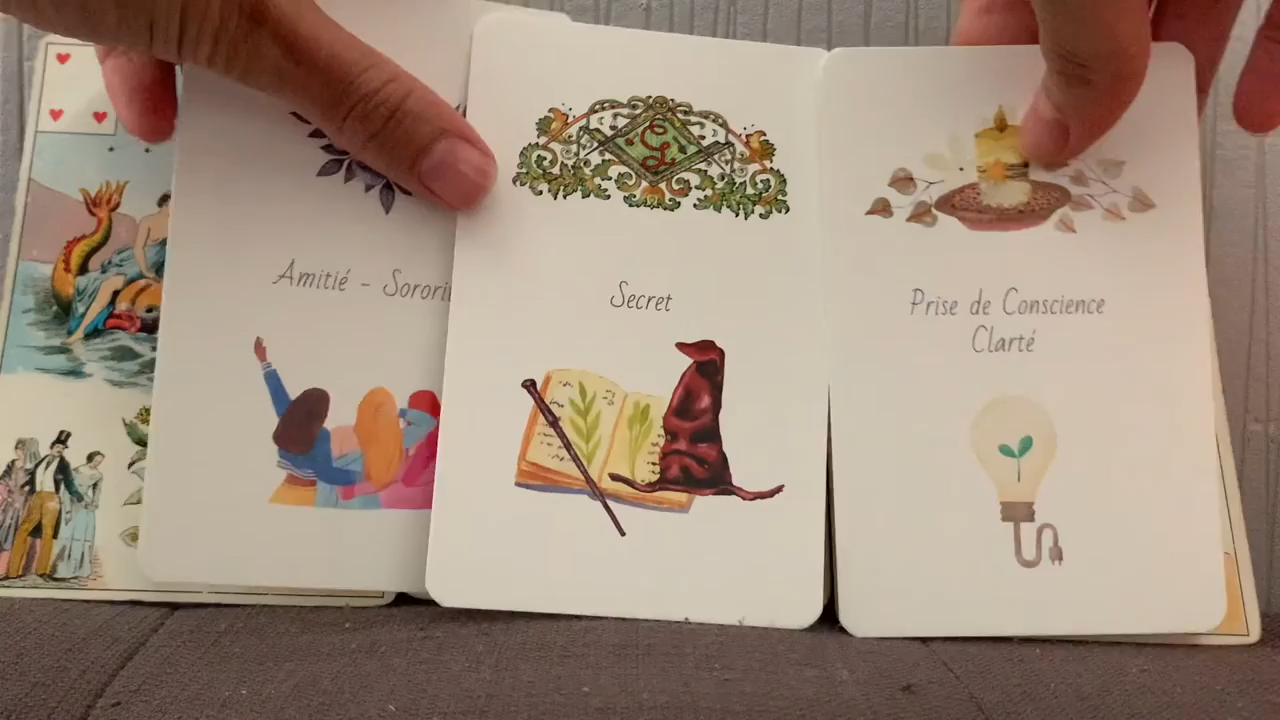 Amitié - Sorori
G
Secret
Prise de Conscience
Clarté